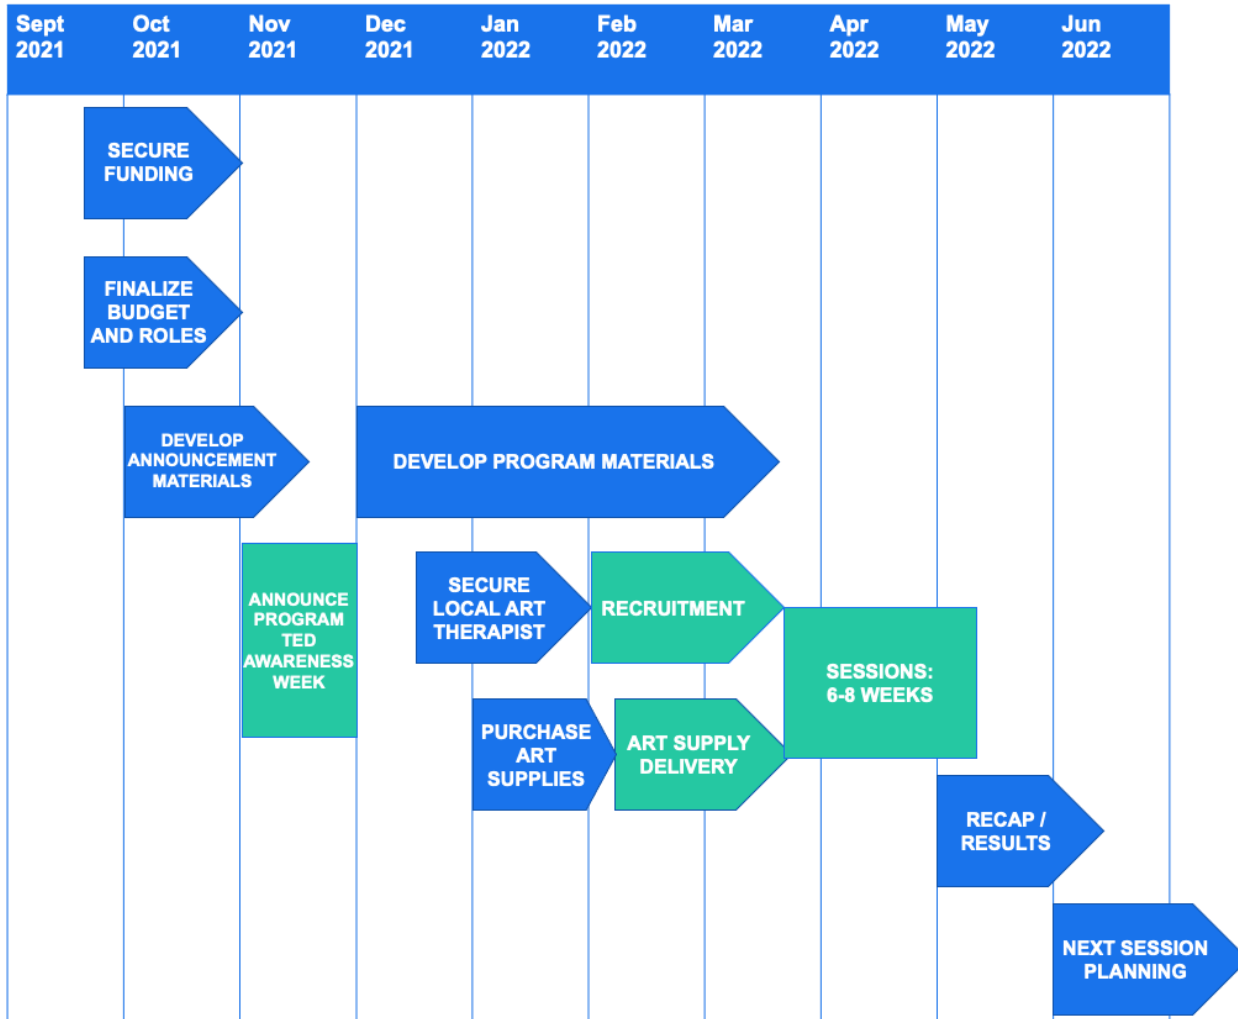 Sept
2021
Oct
2021
Nov
2021
Dec
2021
Jan
2022
Feb
2022
Mar
2022
Apr
2022
May
2022
Jun
2022
SECURE
FUNDING
FINALIZE
BUDGET
AND ROLES
DEVELOP
ANNOUNCEMENT
MATERIALS
DEVELOP PROGRAM MATERIALS
ANNOUNCE
PROGRAM
TED
AWARENESS
WEEK
SECURE
LOCAL ART
THERAPIST
RECRUITMENT
SESSIONS:
6-8 WEEKS
PURCHASE
ART
SUPPLIES
ART SUPPLY
DELIVERY
RECAP /
RESULTS
NEXT SESSION
PLANNING